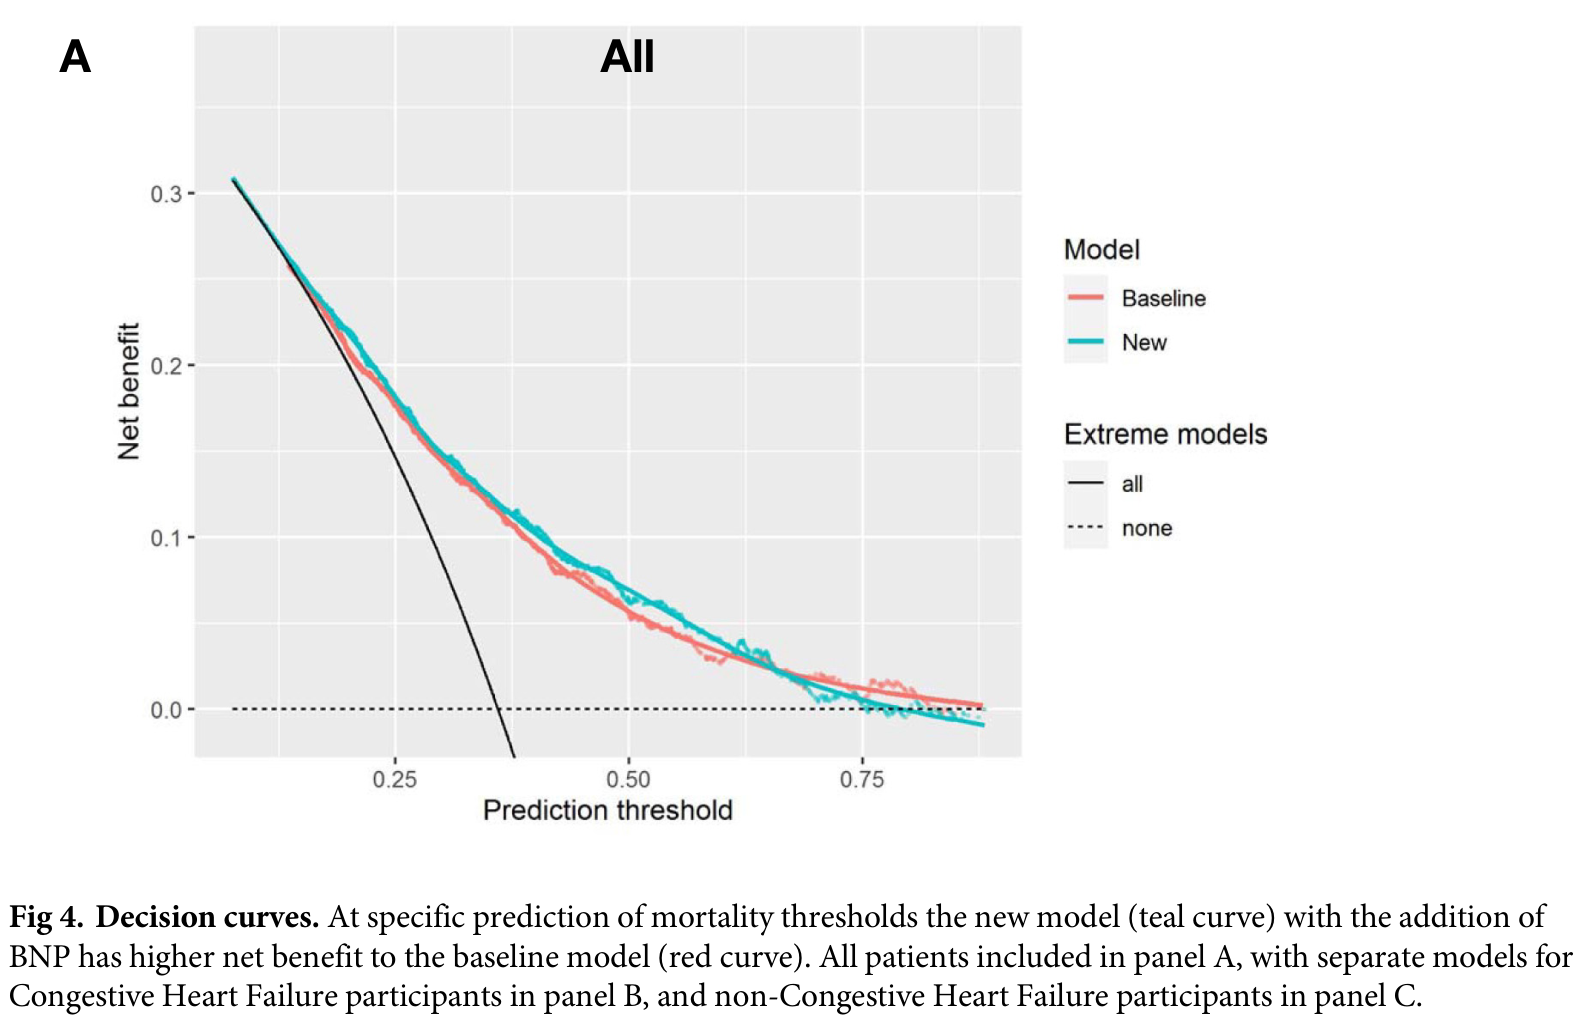 A
All
0.3
0.2
0.1
0.0
Net benefit
0.25
0.50
0.75
Prediction threshold
Model
Baseline
New
Extreme models
all
none
Fig 4. Decision curves. At specific prediction of mortality thresholds the new model (teal curve) with the addition of
BNP has higher net benefit to the baseline model (red curve). All patients included in panel A, with separate models for
Congestive Heart Failure participants in panel B, and non-Congestive Heart Failure participants in panel C.